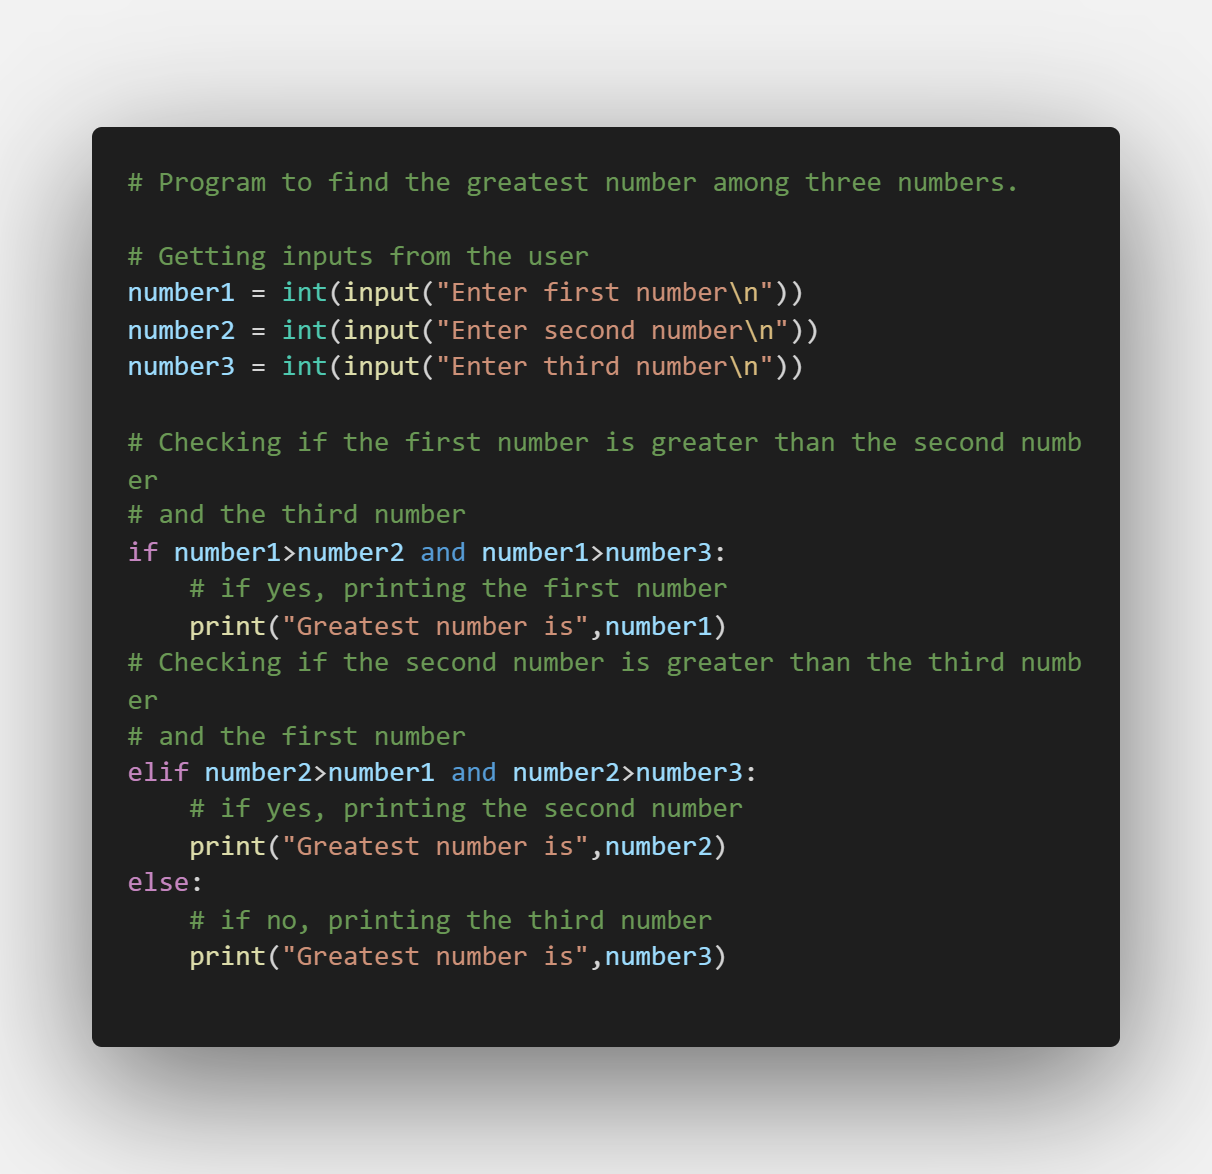 # Program to find the greatest number among three numbers.

# Getting inputs from the user
number1 = int(input("Enter first number\n"))
number2 = int(input("Enter second number\n"))
number3 = int(input("Enter third number\n"))

# Checking if the first number is greater than the second numb
er
# and the third number
if number1>number2 and number1>number3:
    # if yes, printing the first number
    print("Greatest number is",number1)
# Checking if the second number is greater than the third numb
er
# and the first number
elif number2>number1 and number2>number3:
    # if yes, printing the second number
    print("Greatest number is",number2)
else:
    # if no, printing the third number
    print("Greatest number is",number3)